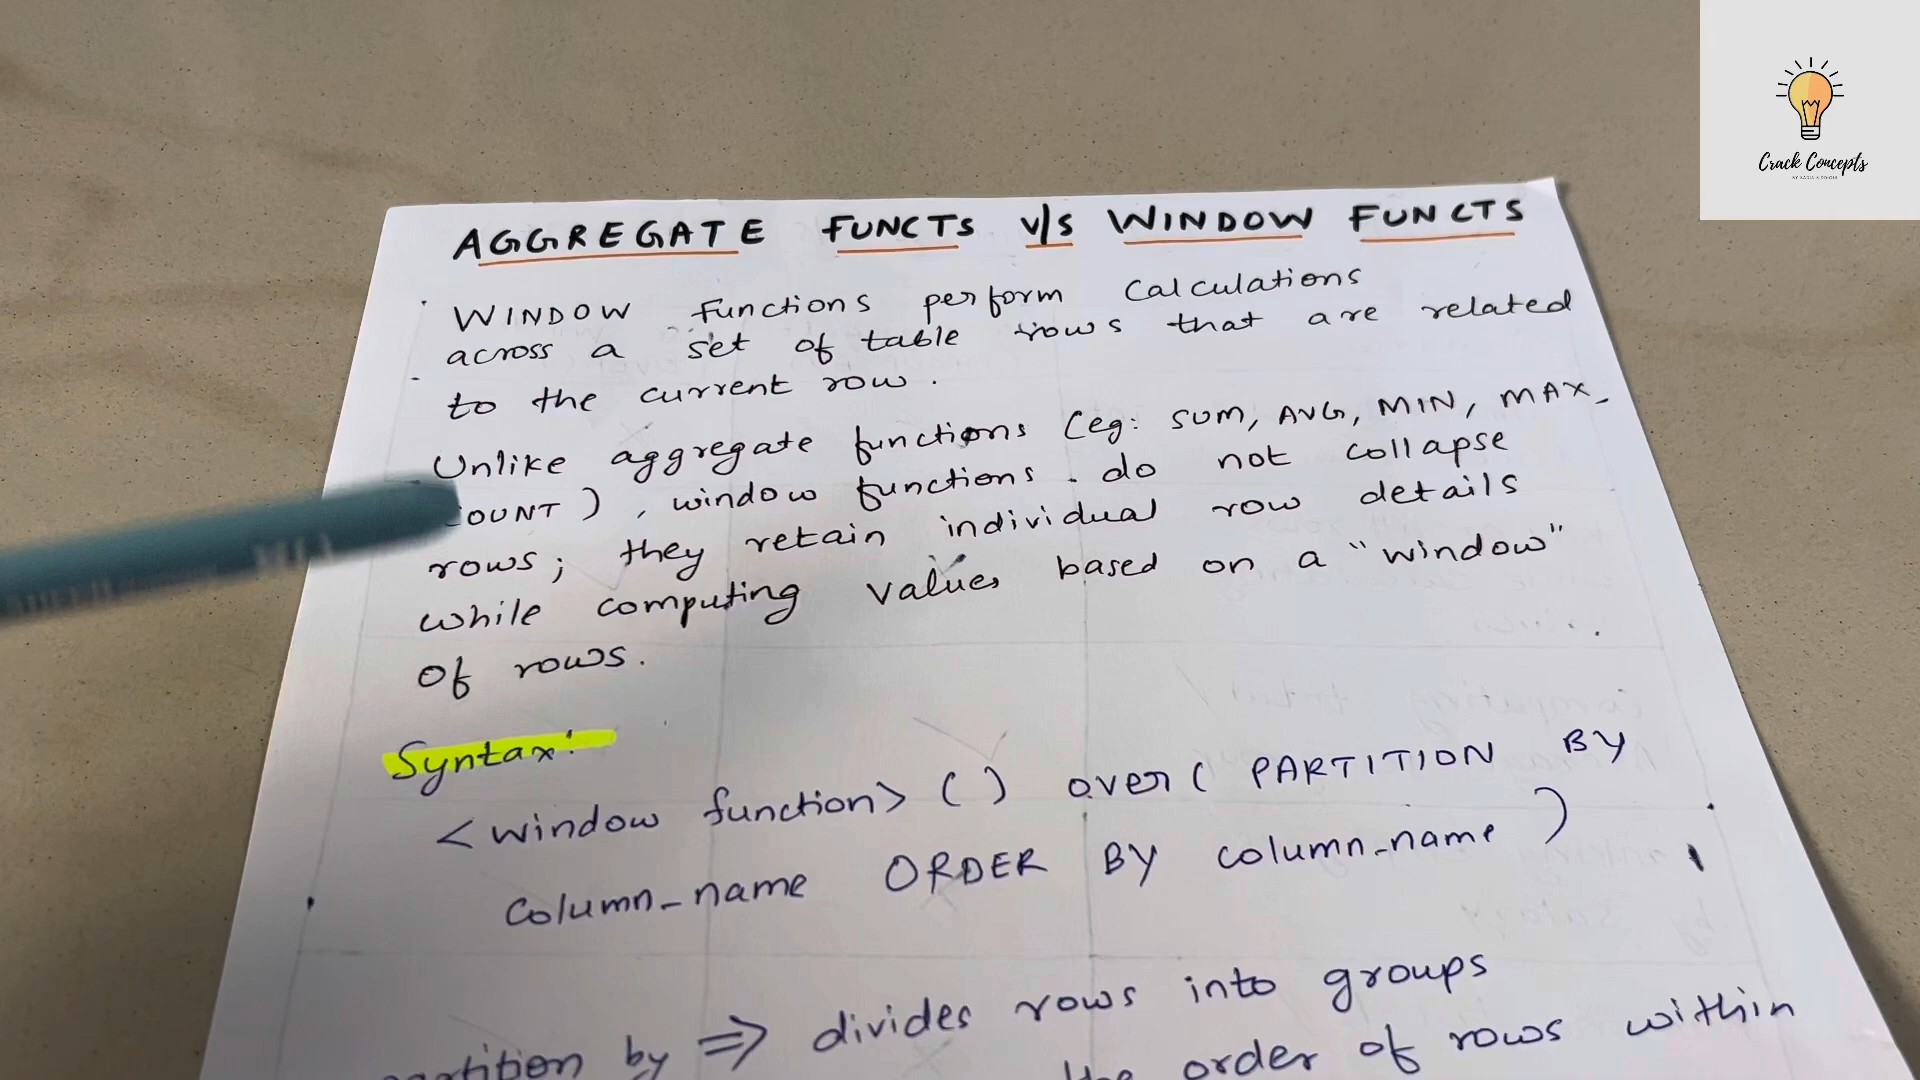 Crack Concepts
AGGREGATE FUNCTS v/s WINDOW FUNCTS
WINDOW functions perform calculations
across a set of table rows that are related
to the current row.
Unlike aggregate functions (eg: SUM, AVG, MIN, MAX,
COUNT), window functions do not collapse
rows; they retain individual row details
while computing values based on a "window"
of rows.
Syntax:
<window function> ( ) over ( PARTITION BY
column_name ORDER BY column_name )
by => divides rows into groups
order of rows within